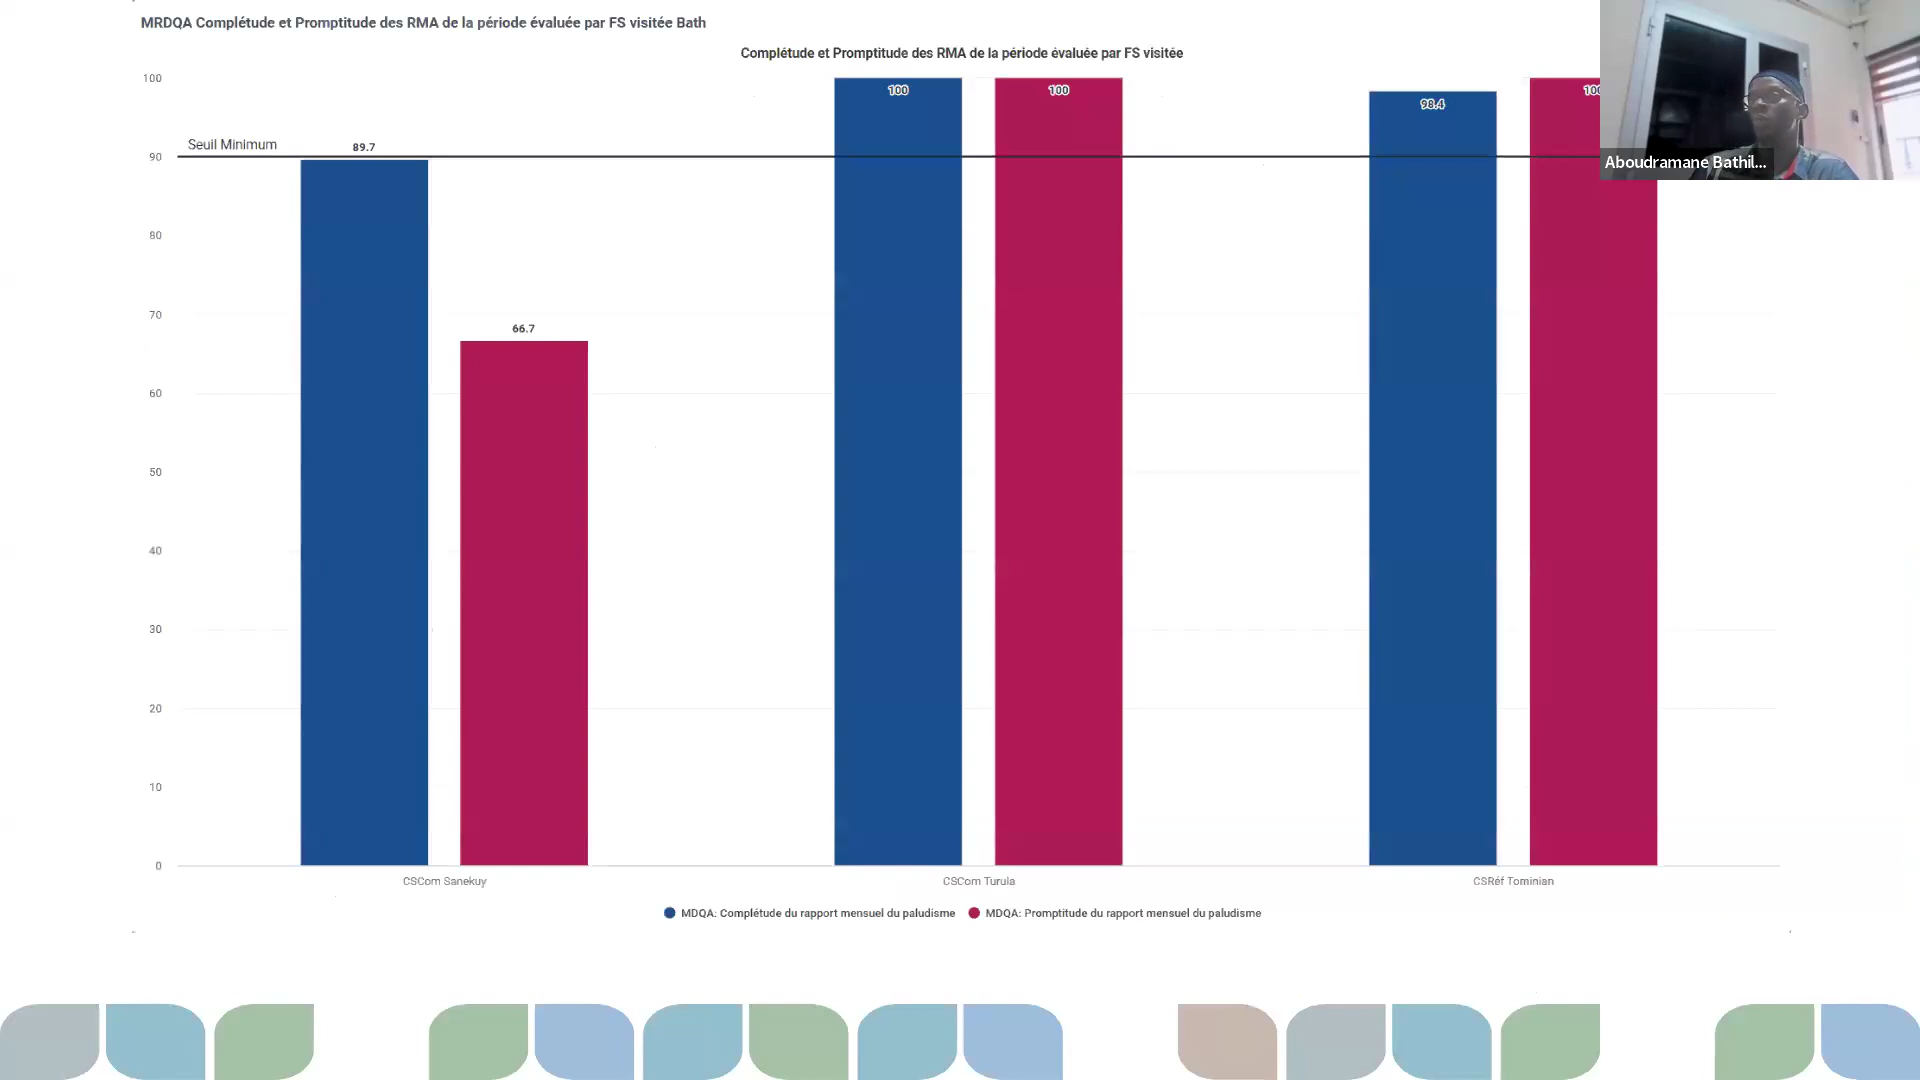 MRDQA Complétude et Promptitude des RMA de la période évaluée par FS visitée Bath
Complétude et Promptitude des RMA de la période évaluée par FS visitée
100
90
80
70
60
50
40
30
20
10
0
Seuil Minimum
89.7
66.7
100
100
98.4
100
Aboudramane Bathil...
CSCom Sanekuy
CSCom Turula
CSRéf Tominian
MDQA: Complétude du rapport mensuel du paludisme
MDQA: Promptitude du rapport mensuel du paludisme